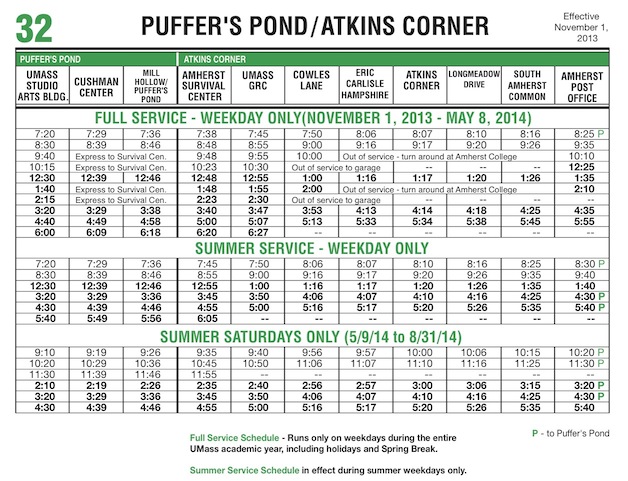 32
PUFFER'S POND/ATKINS CORNER
Effective
November 1,
2013
PUFFER'S POND ATKINS CORNER
UMASS STUDIO ARTS BLDG. CUSHMAN CENTER MILL HOLLOW/ PUFFER'S POND AMHERST SURVIVAL CENTER UMASS GRC COWLES LANE ERIC CARLISLE HAMPSHIRE ATKINS CORNER LONGMEADOW DRIVE SOUTH AMHERST COMMON AMHERST POST OFFICE
FULL SERVICE - WEEKDAY ONLY(NOVEMBER 1, 2013 - MAY 8, 2014)
7:20 7:29 7:36 7:38 7:45 7:50 8:06 8:07 8:10 8:16 8:25 P
8:30 8:39 8:46 8:48 8:55 9:00 9:16 9:17 9:20 9:26 9:35
9:40 Express to Survival Cen. 9:48 9:55 10:00 Out of service - turn around at Amherst College 10:10
10:15 Express to Survival Cen. 10:23 10:30 Out of service to garage -- -- -- 12:25
12:30 12:39 12:46 12:48 12:55 1:00 1:16 1:17 1:20 1:26 1:35
1:40 Express to Survival Cen. 1:48 1:55 2:00 Out of service - turn around at Amherst College 2:10
2:15 Express to Survival Cen. 2:23 2:30 Out of service to garage -- -- -- --
3:20 3:29 3:38 3:40 3:47 3:53 4:13 4:14 4:18 4:25 4:35
4:40 4:49 4:58 5:00 5:07 5:13 5:33 5:34 5:38 5:45 5:55
6:00 6:09 6:18 6:20 6:27 -- -- -- -- -- --
SUMMER SERVICE - WEEKDAY ONLY
7:20 7:29 7:36 7:45 7:50 8:06 8:07 8:10 8:16 8:25 8:30 P
8:30 8:39 8:46 8:55 9:00 9:16 9:17 9:20 9:26 9:35 9:40
12:30 12:39 12:46 12:55 1:00 1:16 1:17 1:20 1:26 1:35 1:40
3:20 3:29 3:36 3:45 3:50 4:06 4:07 4:10 4:16 4:25 4:30 P
4:30 4:39 4:46 4:55 5:00 5:16 5:17 5:20 5:26 5:35 5:40 P
5:40 5:49 5:56 6:05 -- -- -- -- -- -- --
SUMMER SATURDAYS ONLY (5/9/14 to 8/31/14)
9:10 9:19 9:26 9:35 9:40 9:56 9:57 10:00 10:06 10:15 10:20 P
10:20 10:29 10:36 10:45 10:50 11:06 11:07 11:10 11:16 11:25 11:30 P
11:30 11:39 11:46 11:55 -- -- -- -- -- -- --
2:10 2:19 2:26 2:35 2:40 2:56 2:57 3:00 3:06 3:15 3:20 P
3:20 3:29 3:36 3:45 3:50 4:06 4:07 4:10 4:16 4:25 4:30 P
4:30 4:39 4:46 4:55 5:00 5:16 5:17 5:20 5:26 5:35 5:40
P - to Puffer's Pond
Full Service Schedule - Runs only on weekdays during the entire
UMass academic year, including holidays and Spring Break.
Summer Service Schedule in effect during summer weekdays only.